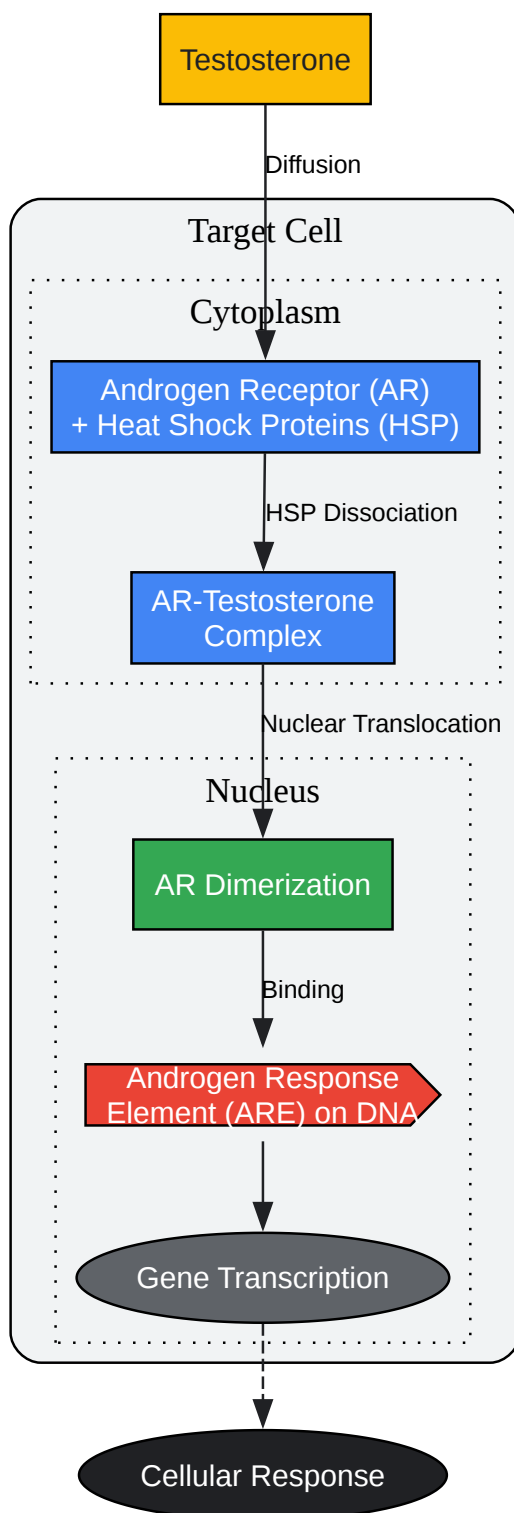 Testosterone
Diffusion
Target Cell
Cytoplasm
Androgen Receptor (AR)
+ Heat Shock Proteins (HSP)
HSP Dissociation
AR-Testosterone
Complex
Nuclear Translocation
Nucleus
AR Dimerization
Binding
Androgen Response
Element (ARE) on DNA
Gene Transcription
Cellular Response